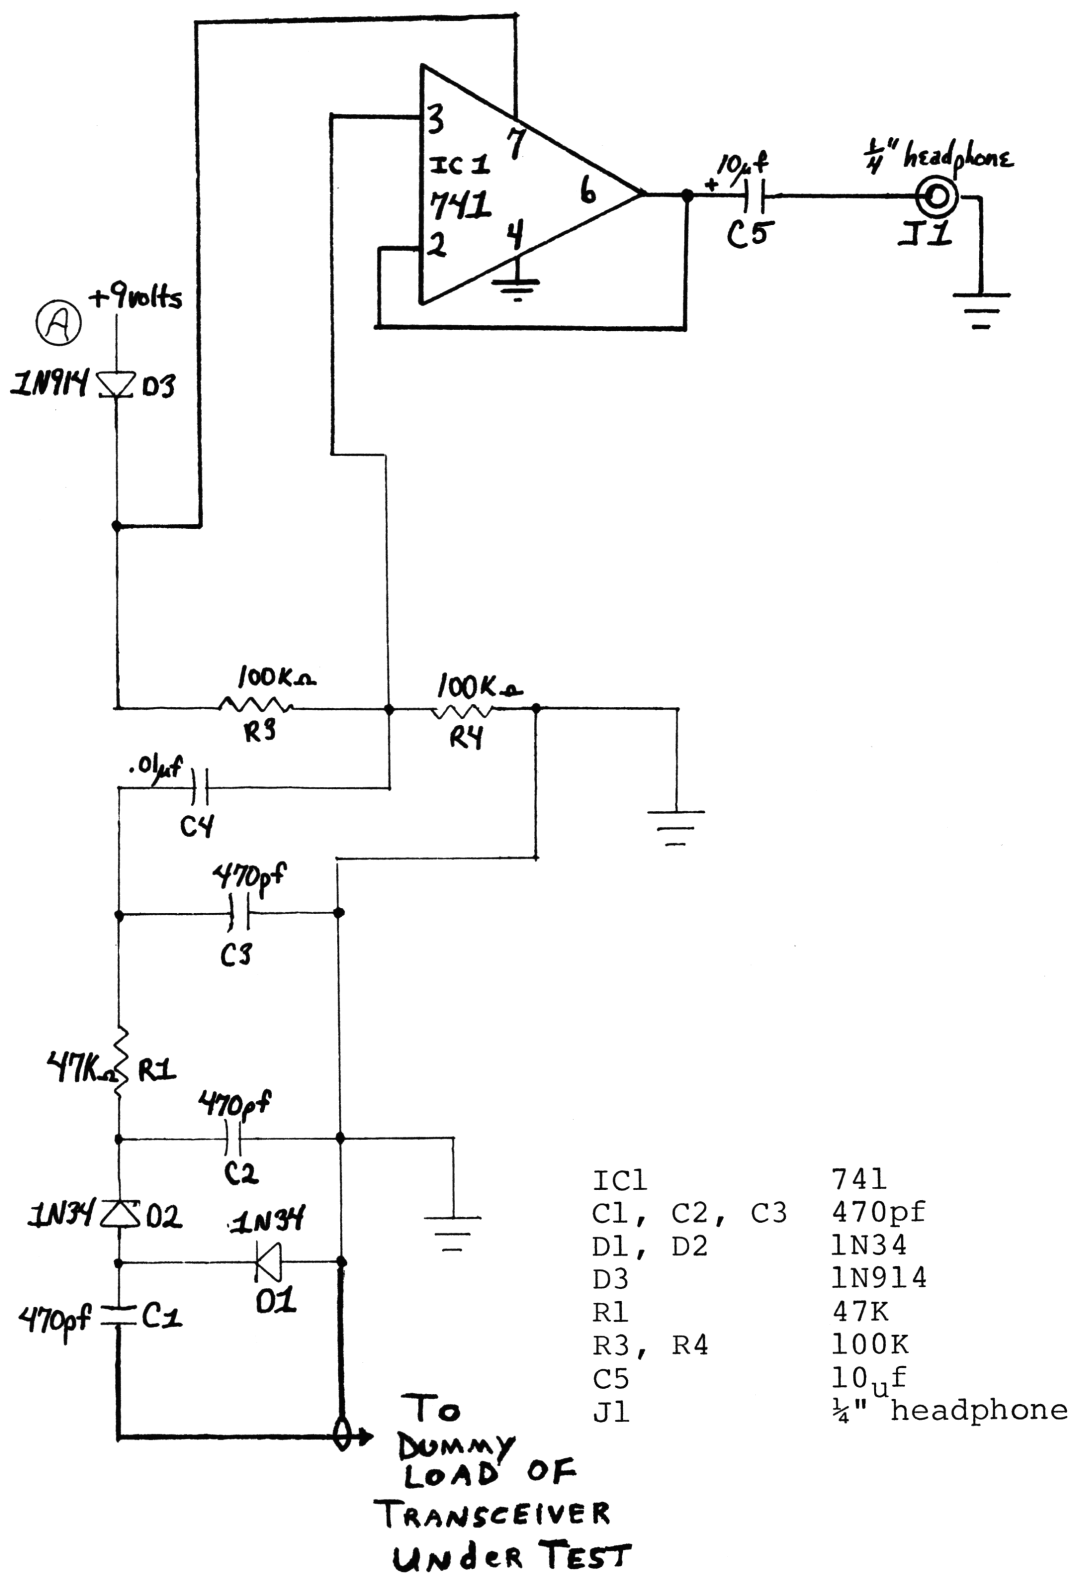 3
7
IC1
741
6
2
4
+
10µf
C5
¼" headphone
J1
A
+9volts
1N914
D3
100KΩ
R3
100KΩ
R4
.01µf
C4
470pf
C3
47KΩ
R1
470pf
C2
1N34
D2
1N34
D1
470pf
C1
To
DUMMY
LOAD OF
TRANSCEIVER
UNder TEST
IC1 741
C1, C2, C3 470pf
D1, D2 1N34
D3 1N914
R1 47K
R3, R4 100K
C5 10uf
J1 ¼" headphone